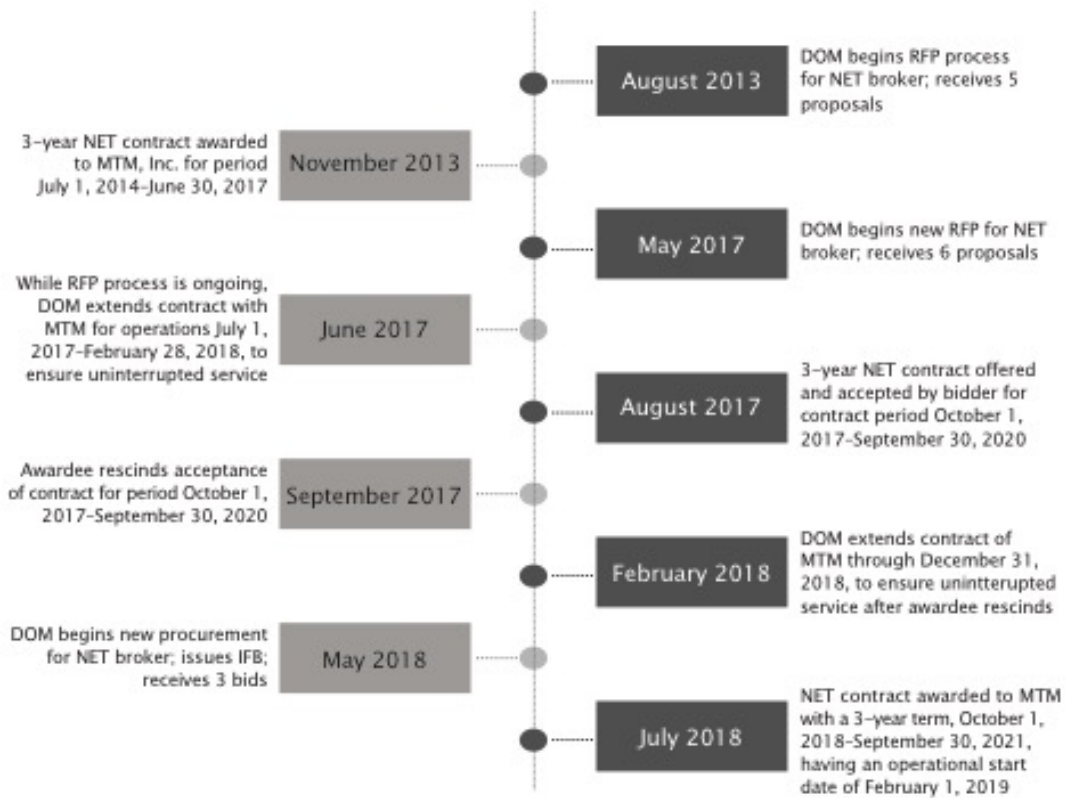 August 2013
DOM begins RFP process
for NET broker; receives 5
proposals
3-year NET contract awarded
to MTM, Inc. for period
July 1, 2014-June 30, 2017
November 2013
May 2017
DOM begins new RFP for NET
broker; receives 6 proposals
While RFP process is ongoing,
DOM extends contract with
MTM for operations July 1,
2017-February 28, 2018, to
ensure uninterrupted service
June 2017
August 2017
3-year NET contract offered
and accepted by bidder for
contract period October 1,
2017-September 30, 2020
Awardee rescinds acceptance
of contract for period October 1,
2017-September 30, 2020
September 2017
February 2018
DOM extends contract of
MTM through December 31,
2018, to ensure unintterupted
service after awardee rescinds
DOM begins new procurement
for NET broker; issues IFB;
receives 3 bids
May 2018
July 2018
NET contract awarded to MTM
with a 3-year term, October 1,
2018-September 30, 2021,
having an operational start
date of February 1, 2019